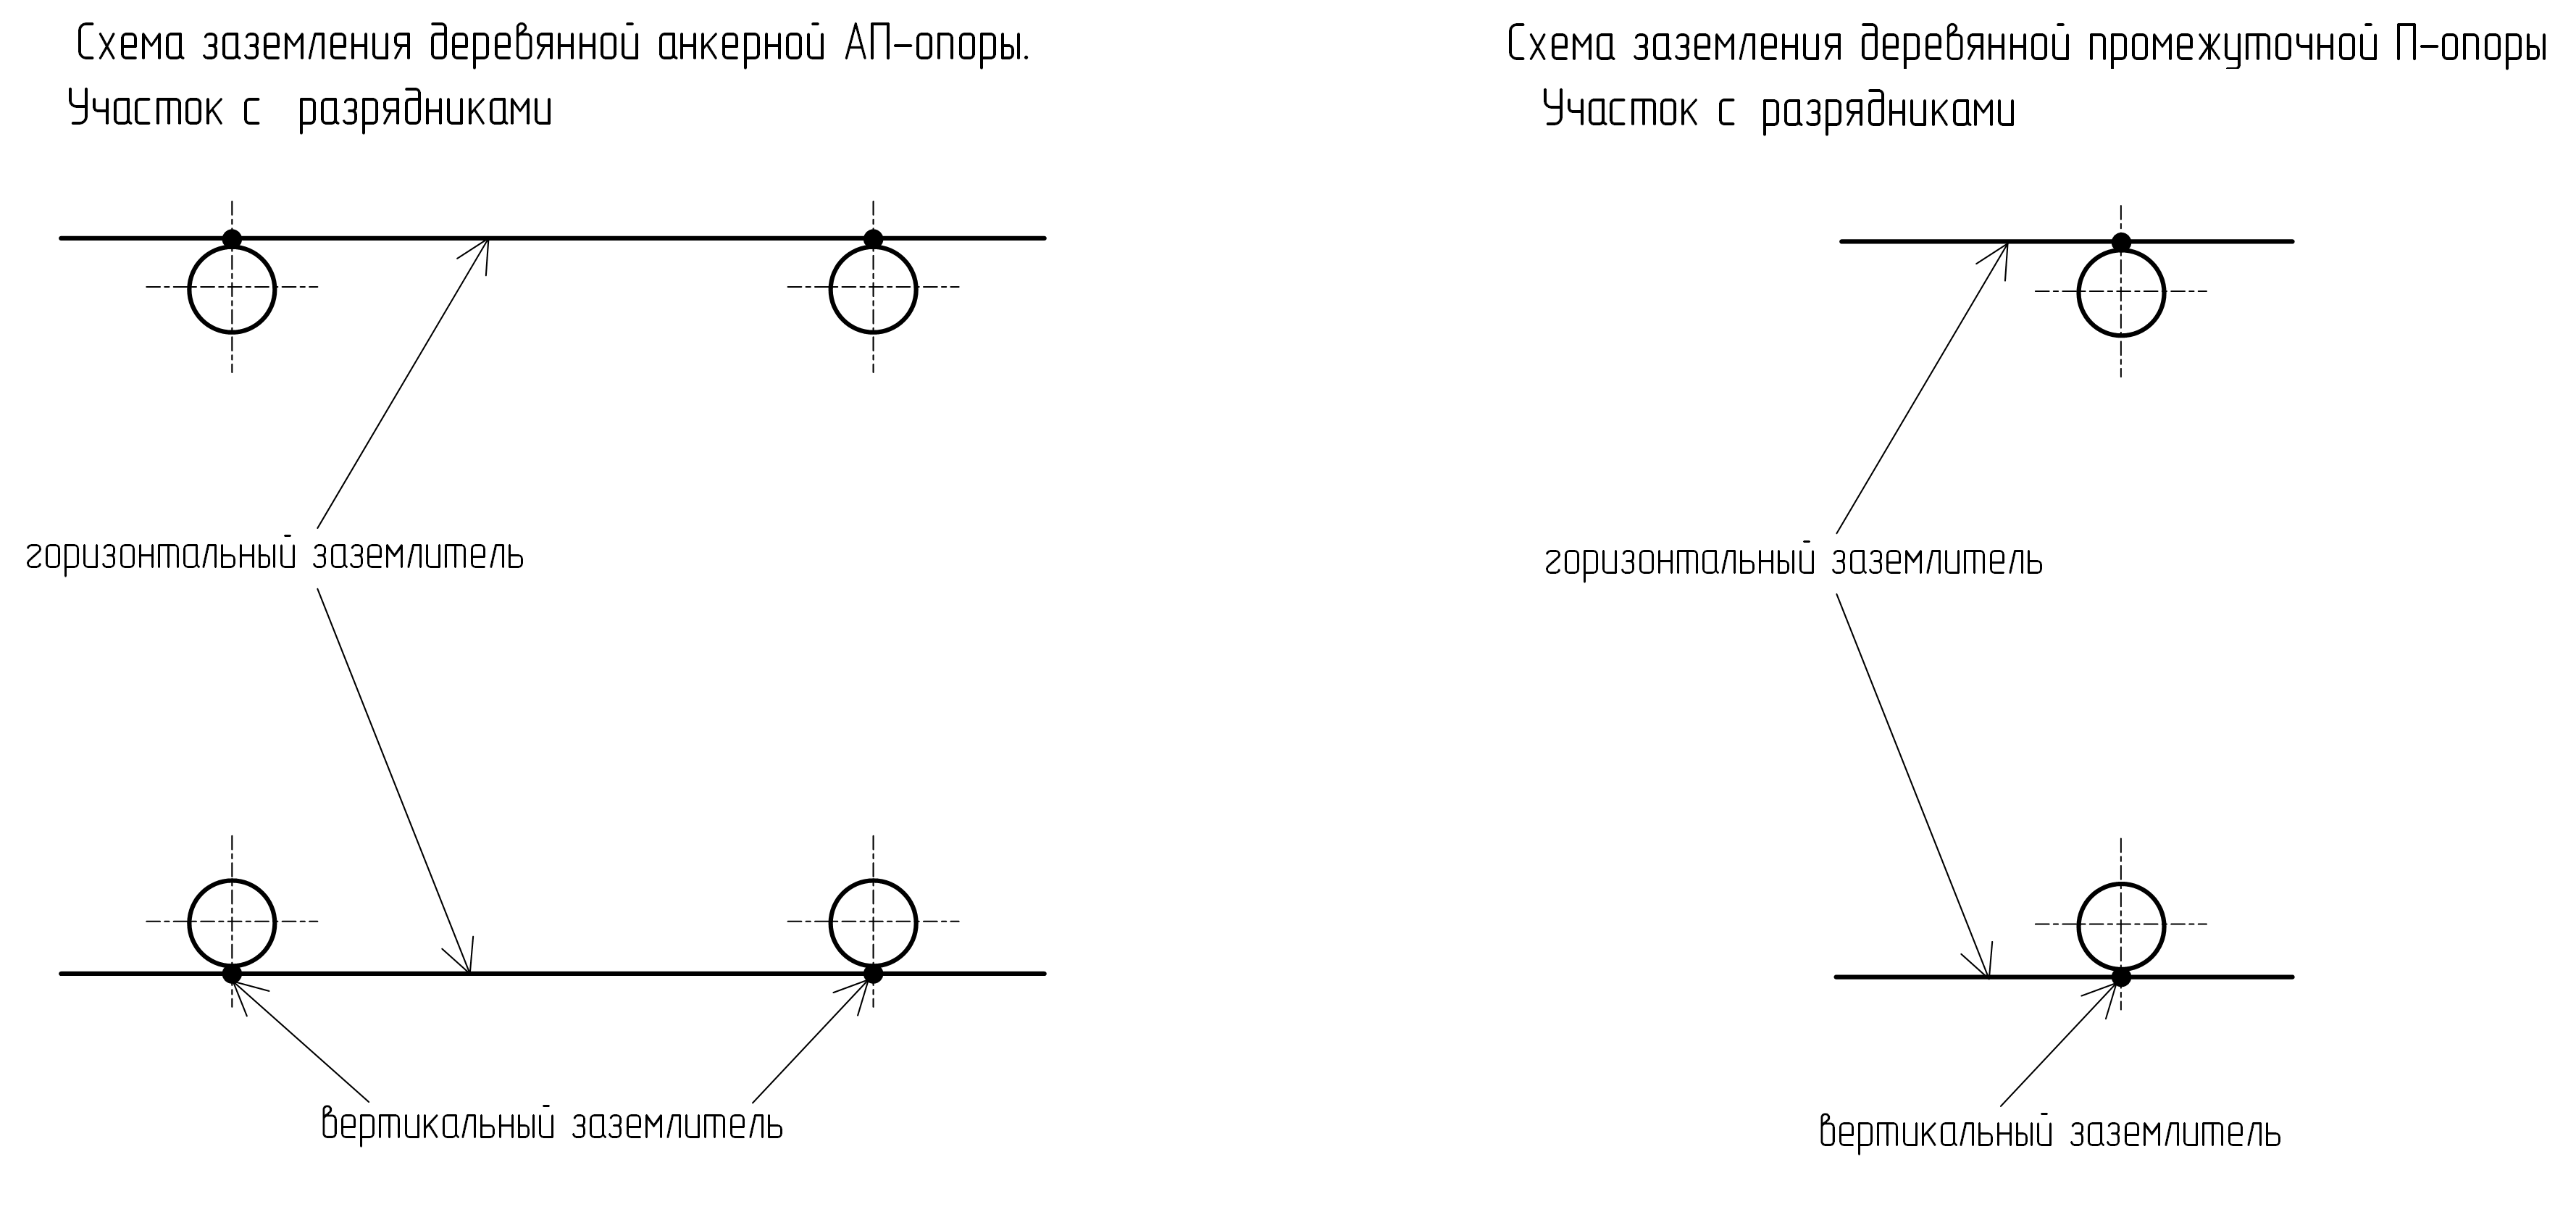 Схема заземления деревянной анкерной АП-опоры.
Участок с разрядниками
горизонтальный заземлитель
вертикальный заземлитель
Схема заземления деревянной промежуточной П-опоры
Участок с разрядниками
горизонтальный заземлитель
вертикальный заземлитель